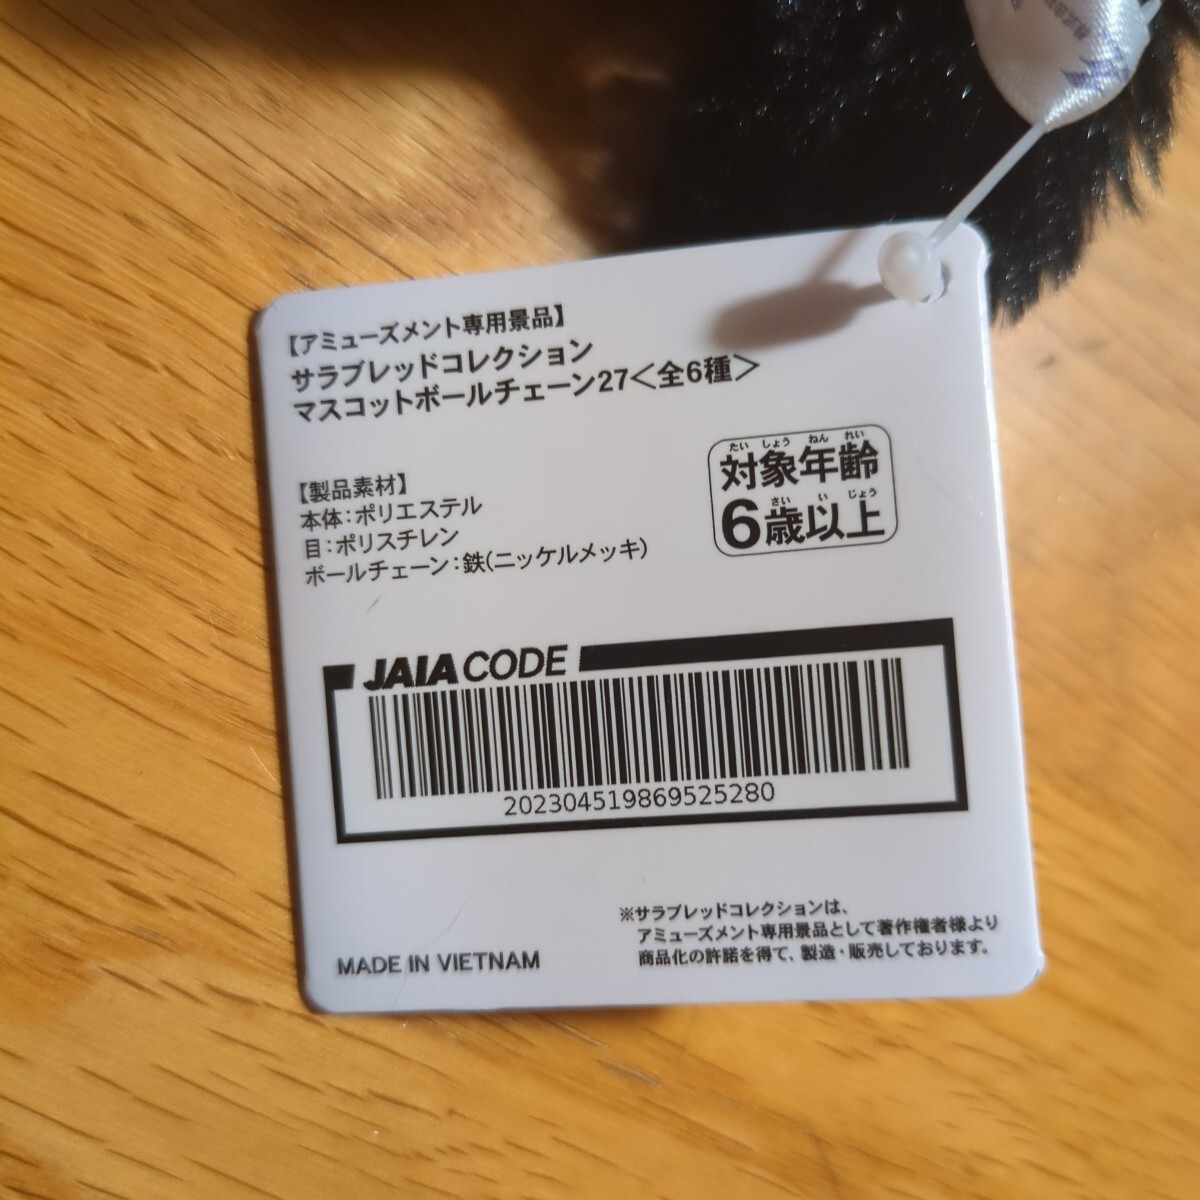 【アミューズメント専用景品】
サラブレッドコレクション
マスコットボールチェーン27＜全6種＞
【製品素材】
本体：ポリエステル
目：ポリスチレン
ボールチェーン：鉄(ニッケルメッキ)
たいしょうねんれい
対象年齢
さいいじょう
6歳以上
JAIA CODE
202304519869525280
MADE IN VIETNAM
※サラブレッドコレクションは、
アミューズメント専用景品として著作権者様より
商品化の許諾を得て、製造・販売しております。